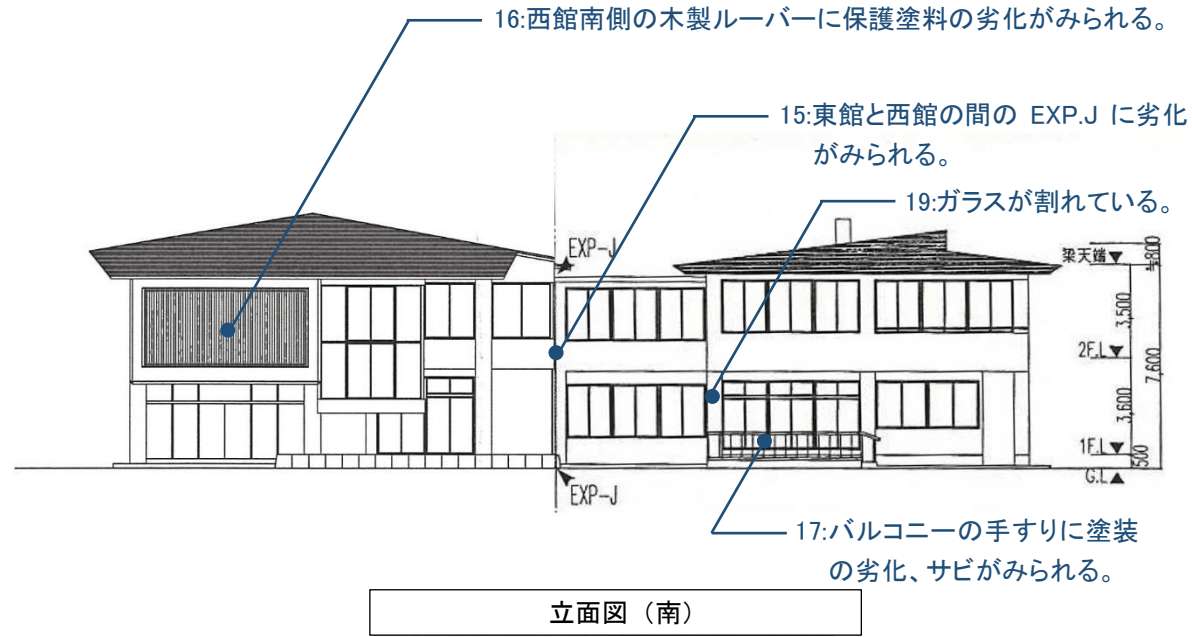 16:西館南側の木製ルーバーに保護塗料の劣化がみられる。
15:東館と西館の間の EXP.J に劣化
がみられる。
19:ガラスが割れている。
EXP-J
梁天端▼
≒800
3,500
2F.L▼
7,600
3,600
1F.L▼
500
G.L▲
EXP-J
17:バルコニーの手すりに塗装
の劣化、サビがみられる。
立面図（南）